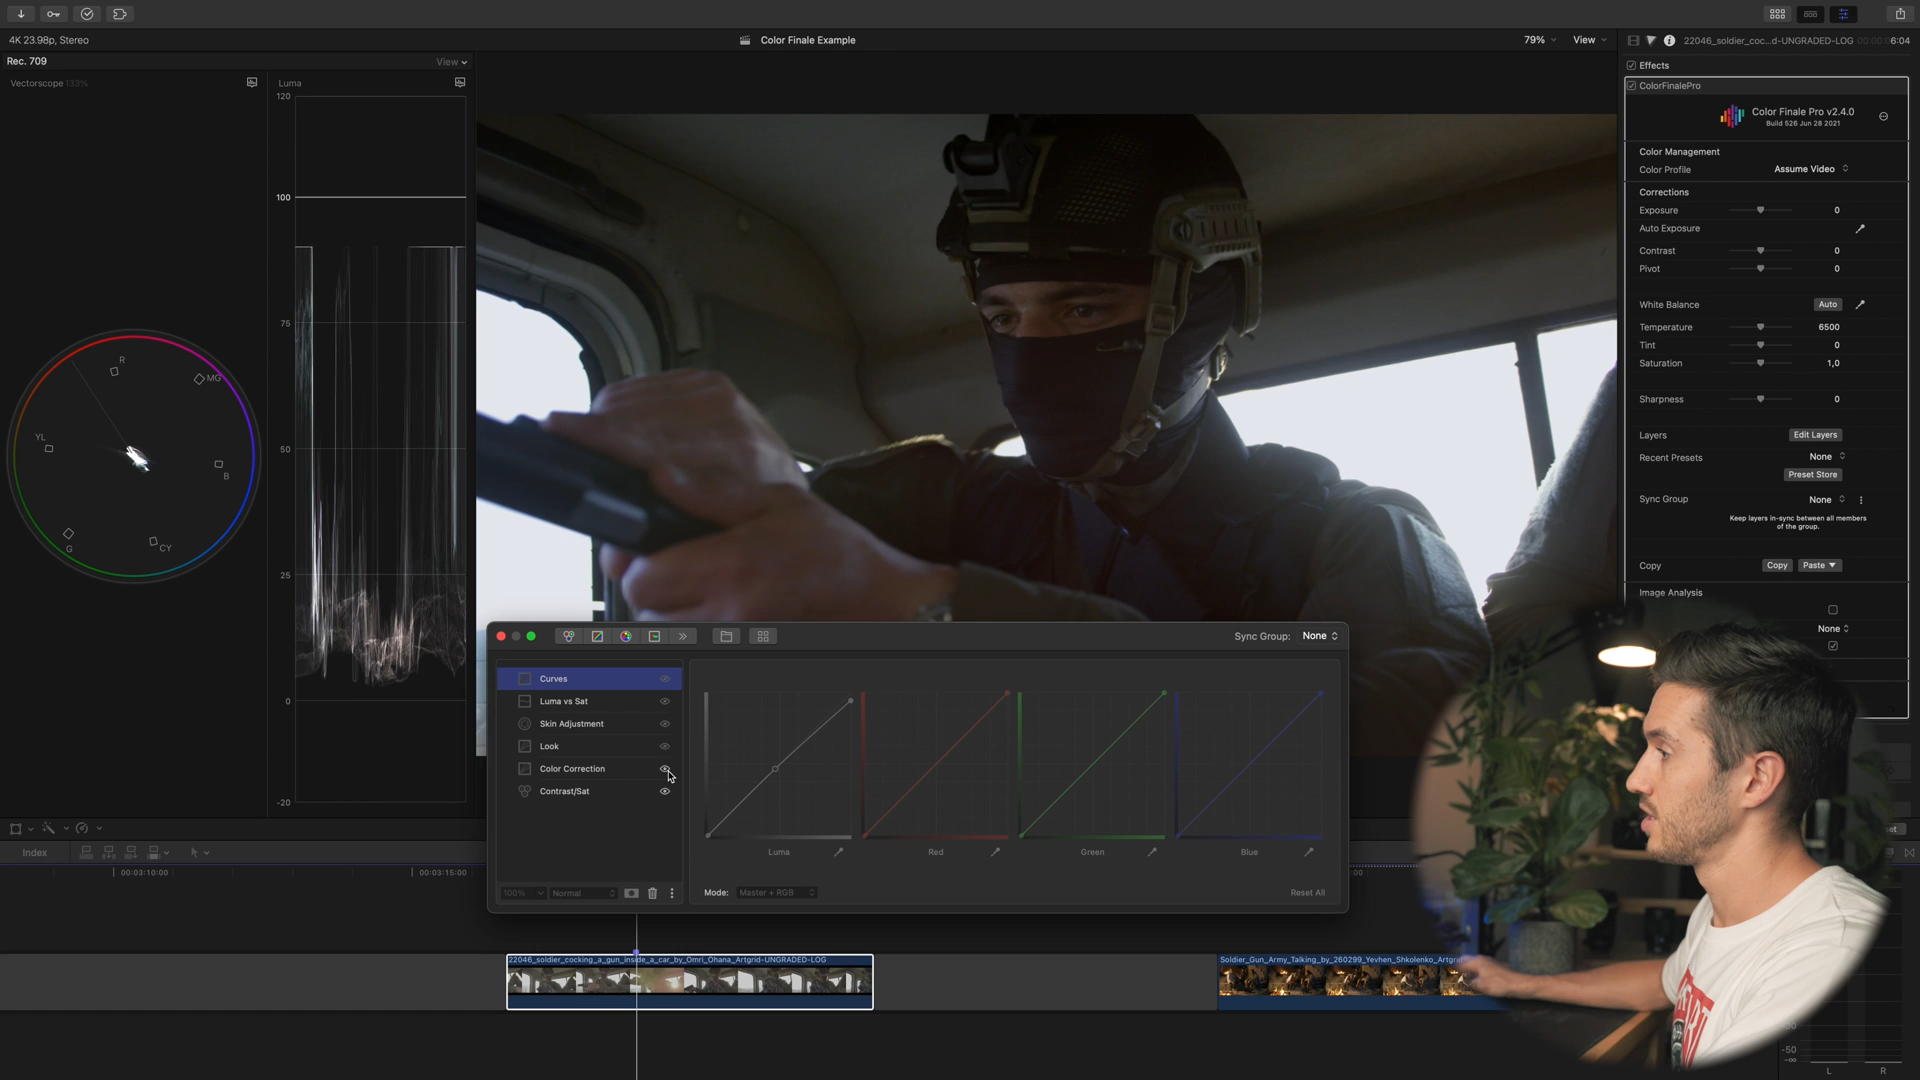 4K 23.98p, Stereo
Color Finale Example
79%
View
22046_soldier_coc...d-UNGRADED-LOG
6:04
Rec. 709
View
Vectorscope 133%
Luma
120
100
75
50
25
0
-20
R
MG
B
CY
G
YL
Effects
ColorFinalePro
Color Finale Pro v2.4.0
Build 526 Jun 28 2021
Color Management
Color Profile
Assume Video
Corrections
Exposure
0
Auto Exposure
Contrast
0
Pivot
0
White Balance
Auto
Temperature
6500
Tint
0
Saturation
1,0
Sharpness
0
Layers
Edit Layers
Recent Presets
None
Preset Store
Sync Group
None
Keep layers in-sync between all members
of the group.
Copy
Copy
Paste
Image Analysis
None
Sync Group:
None
Curves
Luma vs Sat
Skin Adjustment
Look
Color Correction
Contrast/Sat
100%
Normal
Luma
Red
Green
Blue
Mode:
Master + RGB
Reset All
Index
00:03:10:00
00:03:15:00
22046_soldier_cocking_a_gun_inside_a_car_by_Omri_Ohana_Artgrid-UNGRADED-LOG
Soldier_Gun_Army_Talking_by_260299_Yevhen_Shkolenko_Artgr
-50
-∞
L
R